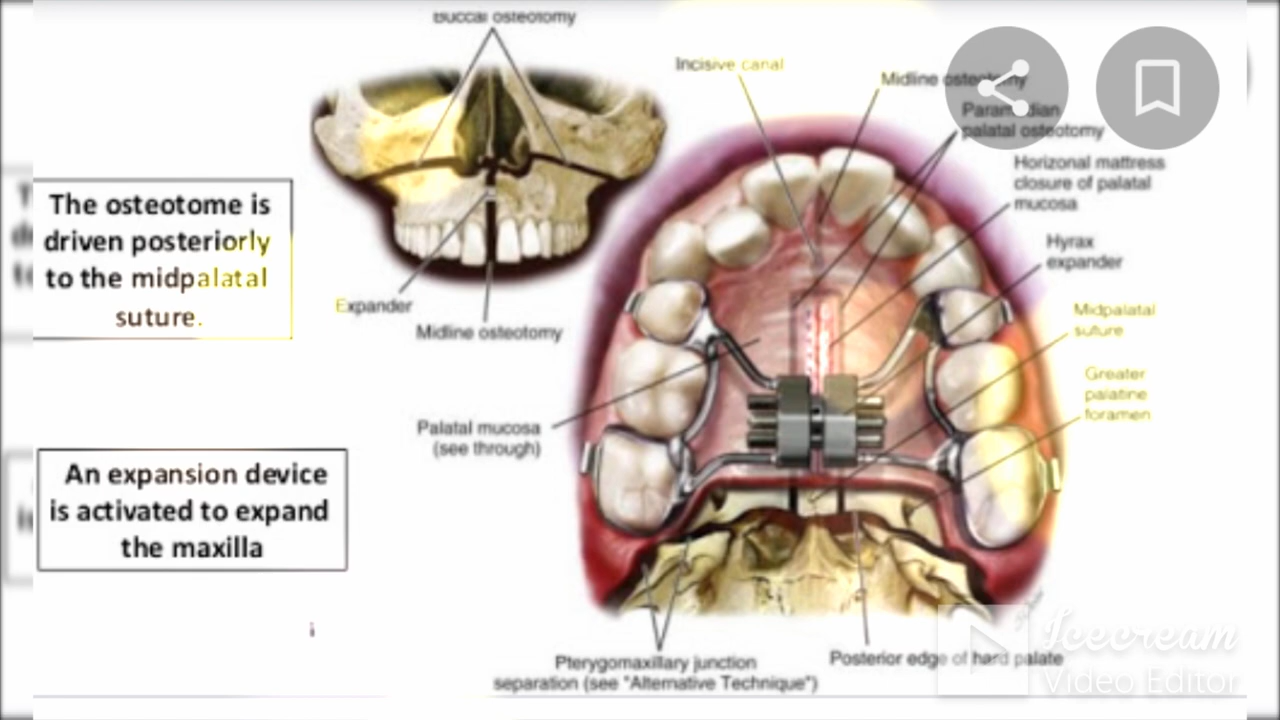 Buccal osteotomy
Incisive canal
Midline osteotomy
Paramedian
palatal osteotomy
Horizonal mattress
closure of palatal
mucosa
Hyrax
expander
Midpalatal
suture
Greater
palatine
foramen
The osteotome is
driven posteriorly
to the midpalatal
suture.
Expander
Midline osteotomy
Palatal mucosa
(see through)
An expansion device
is activated to expand
the maxilla
Pterygomaxillary junction
separation (see "Alternative Technique")
Posterior edge of hard palate
Icecream
Video Editor